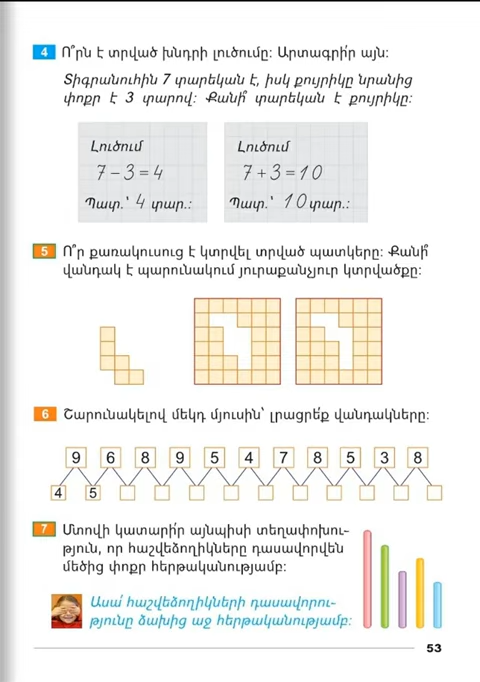 4 Ո՞րն է տրված խնդրի լուծումը: Արտագրի՛ր այն:
Տիգրանուհին 7 տարեկան է, իսկ քույրիկը նրանից
փոքր է 3 տարով: Քանի՞ տարեկան է քույրիկը:
Լուծում
7 – 3 = 4
Պատ.՝ 4 տար.:
Լուծում
7 + 3 = 10
Պատ.՝ 10 տար.:
5 Ո՞ր քառակուսուց է կտրվել տրված պատկերը: Քանի՞
վանդակ է պարունակում յուրաքանչյուր կտրվածքը:
6 Շարունակելով մեկդ մյուսին՝ լրացրե՛ք վանդակները:
9 6 8 9 5 4 7 8 5 3 8
4 5
7 Մտովի կատարի՛ր այնպիսի տեղափոխու-
թյուն, որ հաշվեձողիկները դասավորվեն
մեծից փոքր հերթականությամբ:
Ասա՛ հաշվեձողիկների դասավորու-
թյունը ձախից աջ հերթականությամբ:
53